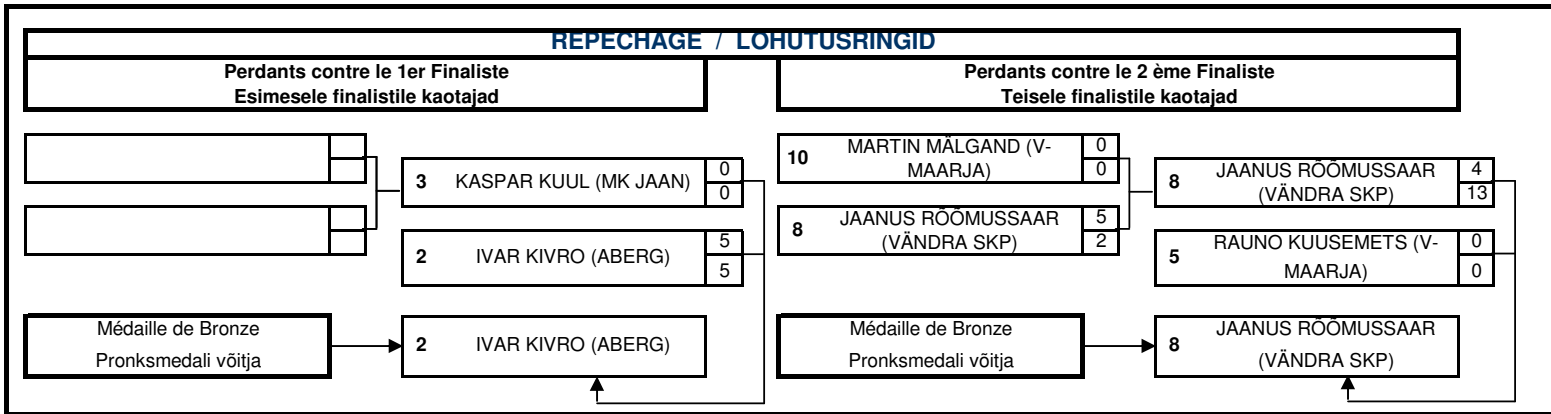 REPECHAGE / LOHUTUSRINGID
Perdants contre le 1er Finaliste
Esimesele finalistile kaotajad
Perdants contre le 2 ème Finaliste
Teisele finalistile kaotajad
3 KASPAR KUUL (MK JAAN) 0
0
2 IVAR KIVRO (ABERG) 5
5
Médaille de Bronze
Pronksmedali võitja
2 IVAR KIVRO (ABERG)
10 MARTIN MÄLGAND (V- 0
MAARJA) 0
8 JAANUS RÕÕMUSSAAR 5
(VÄNDRA SKP) 2
8 JAANUS RÕÕMUSSAAR 4
(VÄNDRA SKP) 13
5 RAUNO KUUSEMETS (V- 0
MAARJA) 0
Médaille de Bronze
Pronksmedali võitja
8 JAANUS RÕÕMUSSAAR
(VÄNDRA SKP)